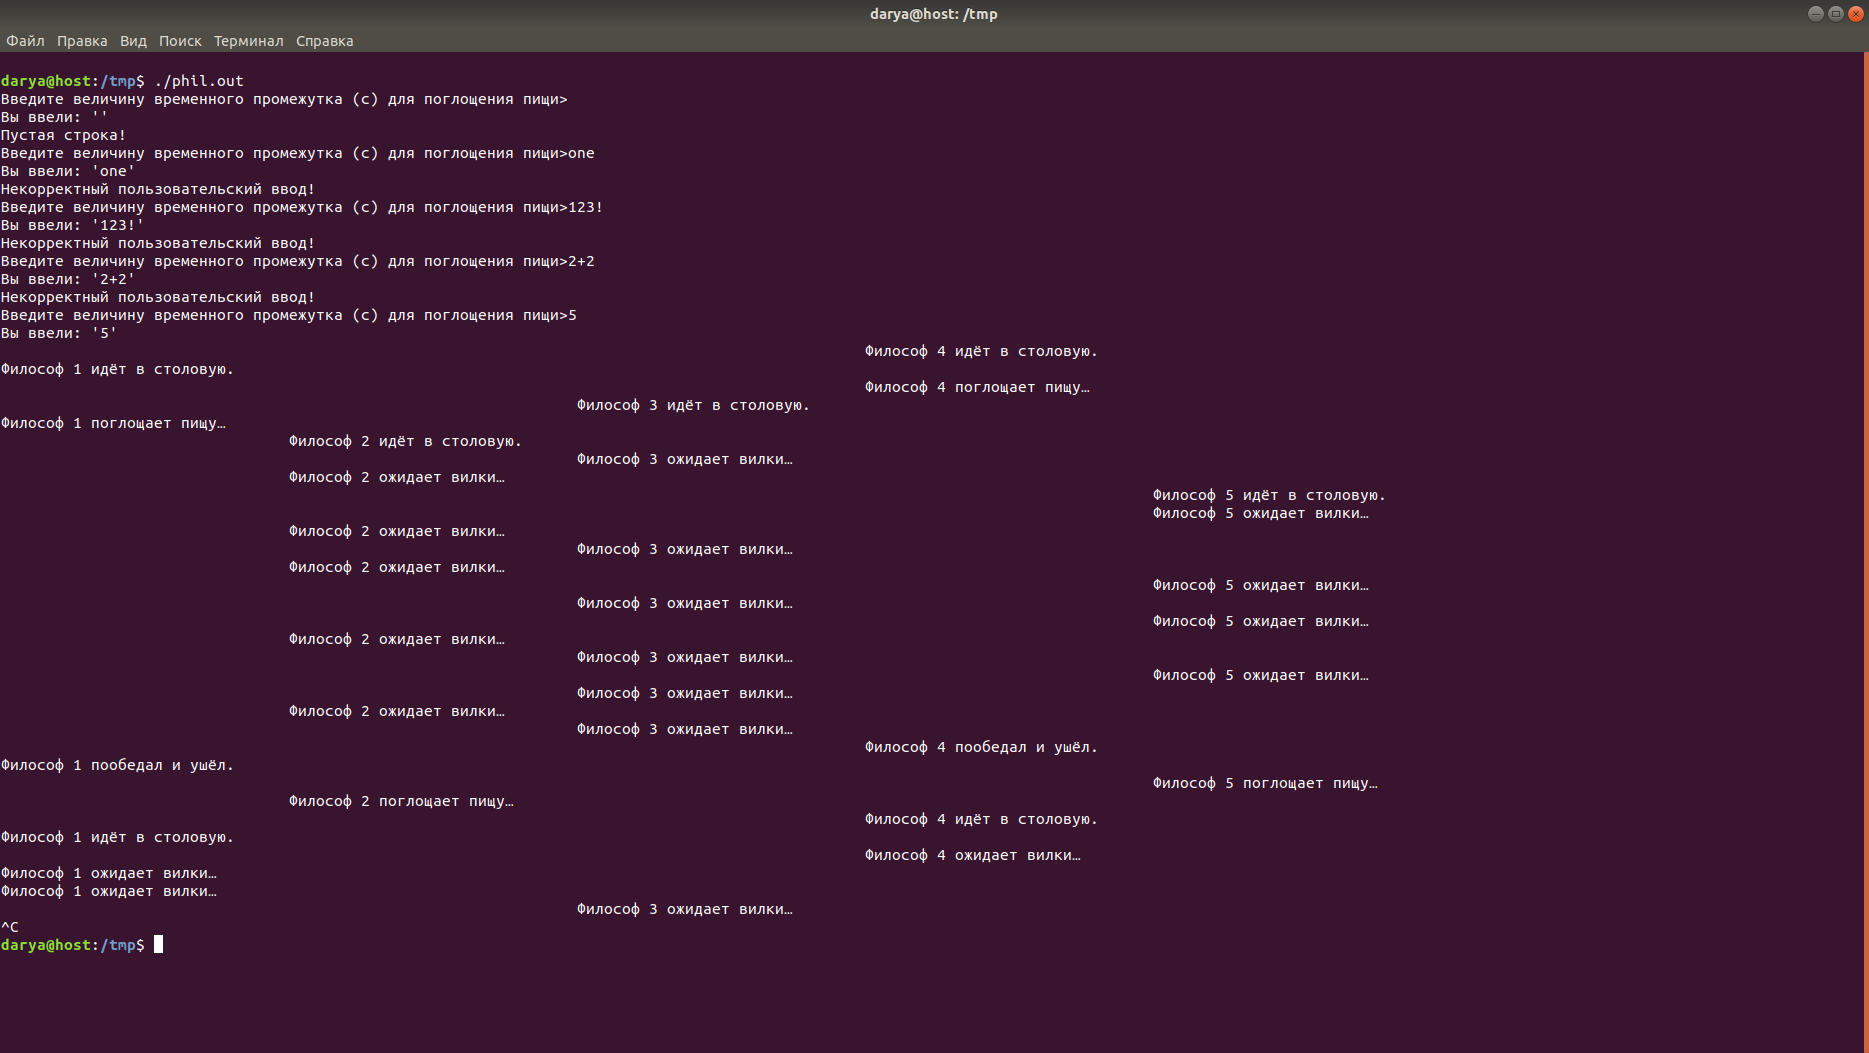 darya@host: /tmp
Файл Правка Вид Поиск Терминал Справка
darya@host:/tmp$ ./phil.out
Введите величину временного промежутка (с) для поглощения пищи>
Вы ввели: ''
Пустая строка!
Введите величину временного промежутка (с) для поглощения пищи>one
Вы ввели: 'one'
Некорректный пользовательский ввод!
Введите величину временного промежутка (с) для поглощения пищи>123!
Вы ввели: '123!'
Некорректный пользовательский ввод!
Введите величину временного промежутка (с) для поглощения пищи>2+2
Вы ввели: '2+2'
Некорректный пользовательский ввод!
Введите величину временного промежутка (с) для поглощения пищи>5
Вы ввели: '5'
Философ 4 идёт в столовую.
Философ 1 идёт в столовую.
Философ 4 поглощает пищу…
Философ 3 идёт в столовую.
Философ 1 поглощает пищу…
Философ 2 идёт в столовую.
Философ 3 ожидает вилки…
Философ 2 ожидает вилки…
Философ 5 идёт в столовую.
Философ 5 ожидает вилки…
Философ 2 ожидает вилки…
Философ 3 ожидает вилки…
Философ 2 ожидает вилки…
Философ 5 ожидает вилки…
Философ 3 ожидает вилки…
Философ 5 ожидает вилки…
Философ 2 ожидает вилки…
Философ 3 ожидает вилки…
Философ 5 ожидает вилки…
Философ 3 ожидает вилки…
Философ 2 ожидает вилки…
Философ 3 ожидает вилки…
Философ 4 пообедал и ушёл.
Философ 1 пообедал и ушёл.
Философ 5 поглощает пищу…
Философ 2 поглощает пищу…
Философ 4 идёт в столовую.
Философ 1 идёт в столовую.
Философ 4 ожидает вилки…
Философ 1 ожидает вилки…
Философ 1 ожидает вилки…
Философ 3 ожидает вилки…
^C
darya@host:/tmp$